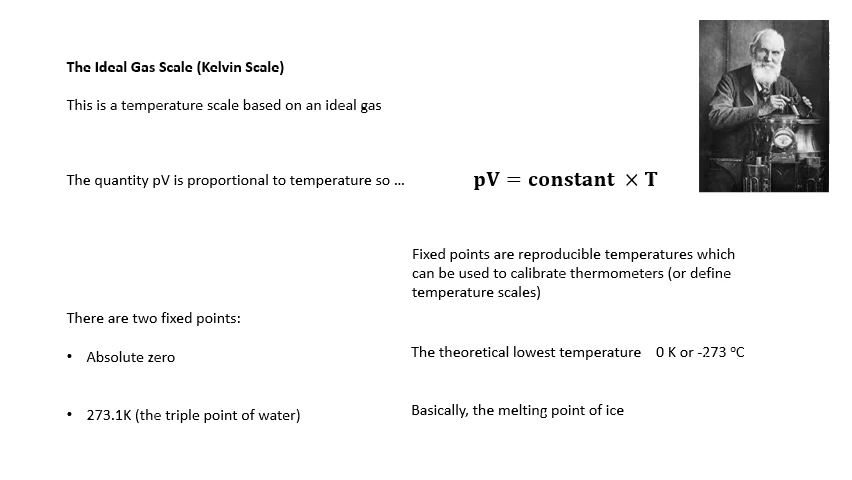 The Ideal Gas Scale (Kelvin Scale)
This is a temperature scale based on an ideal gas
The quantity pV is proportional to temperature so ...
pV = constant × T
Fixed points are reproducible temperatures which
can be used to calibrate thermometers (or define
temperature scales)
There are two fixed points:
• Absolute zero
The theoretical lowest temperature 0 K or -273 °C
• 273.1K (the triple point of water)
Basically, the melting point of ice